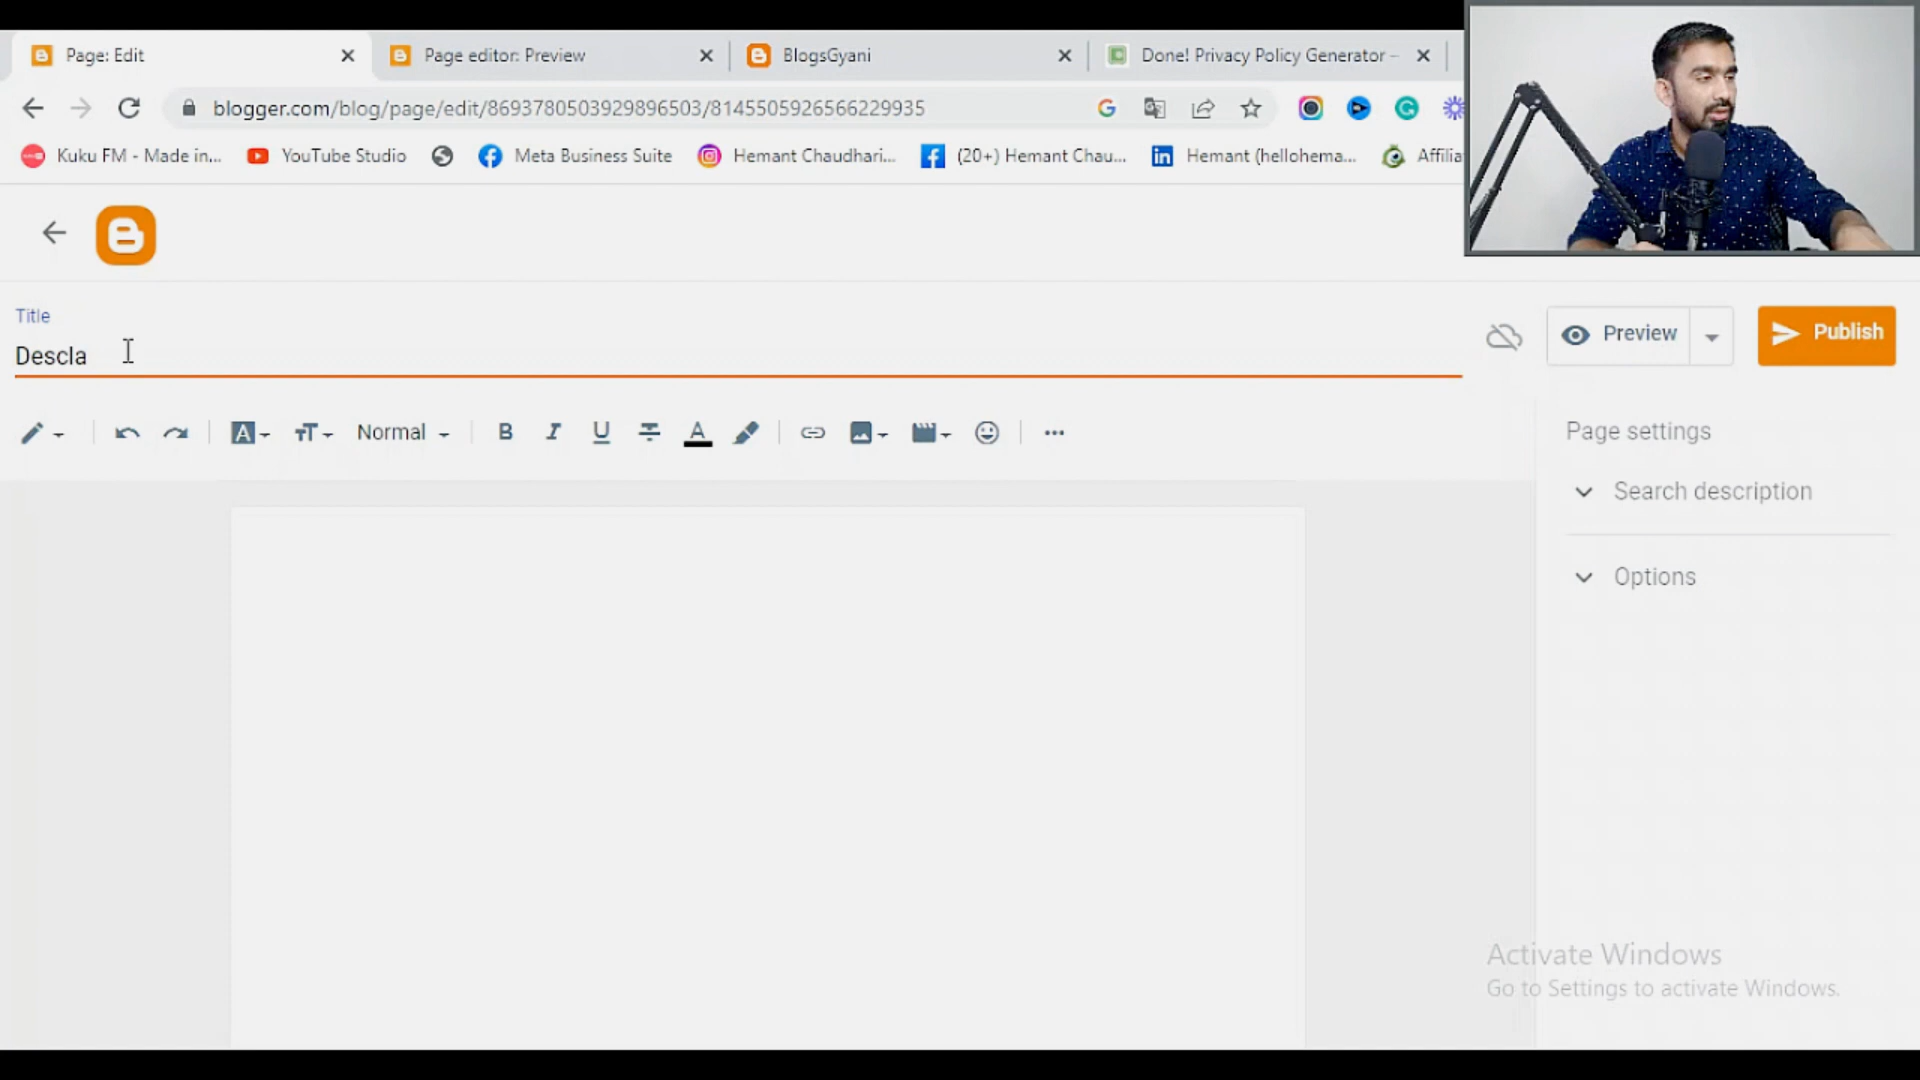 Page: Edit
Page editor: Preview
BlogsGyani
Done! Privacy Policy Generator –
blogger.com/blog/page/edit/8693780503929896503/8145505926566229935
Kuku FM - Made in...
YouTube Studio
Meta Business Suite
Hemant Chaudhari...
(20+) Hemant Chau...
Hemant (hellohema...
Affilia
Title
Descla
Preview
Publish
Normal
Page settings
Search description
Options
Activate Windows
Go to Settings to activate Windows.